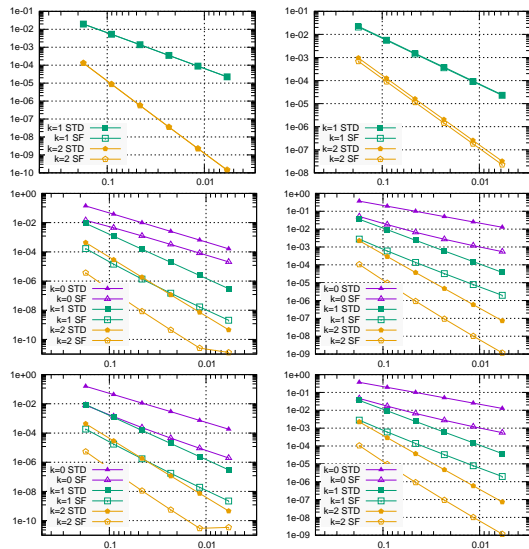 1e-01
1e-02
1e-03
1e-04
1e-05
1e-06
1e-07
1e-08
1e-09
1e-10
0.1
0.01
k=1 STD
k=1 SF
k=2 STD
k=2 SF
1e-01
1e-02
1e-03
1e-04
1e-05
1e-06
1e-07
1e-08
0.1
0.01
k=1 STD
k=1 SF
k=2 STD
k=2 SF
1e+00
1e-02
1e-04
1e-06
1e-08
1e-10
0.1
0.01
k=0 STD
k=0 SF
k=1 STD
k=1 SF
k=2 STD
k=2 SF
1e+00
1e-01
1e-02
1e-03
1e-04
1e-05
1e-06
1e-07
1e-08
1e-09
0.1
0.01
k=0 STD
k=0 SF
k=1 STD
k=1 SF
k=2 STD
k=2 SF
1e+00
1e-02
1e-04
1e-06
1e-08
1e-10
0.1
0.01
k=0 STD
k=0 SF
k=1 STD
k=1 SF
k=2 STD
k=2 SF
1e+00
1e-01
1e-02
1e-03
1e-04
1e-05
1e-06
1e-07
1e-08
1e-09
0.1
0.01
k=0 STD
k=0 SF
k=1 STD
k=1 SF
k=2 STD
k=2 SF